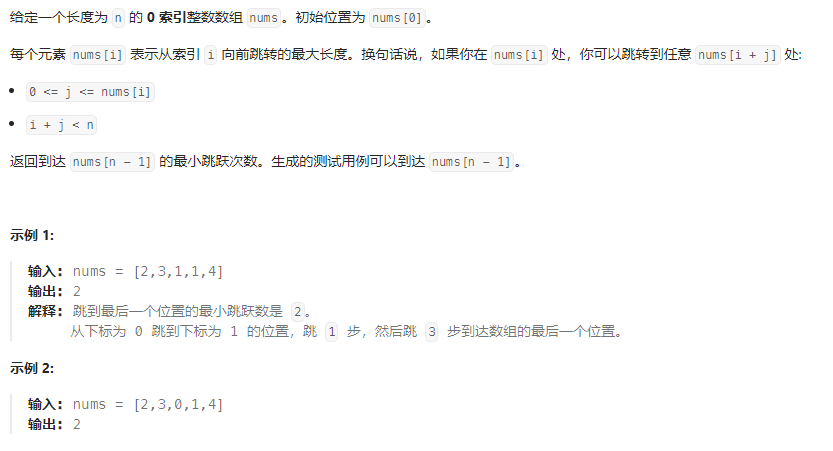 给定一个长度为 n 的 0 索引整数数组 nums。初始位置为 nums[0]。
每个元素 nums[i] 表示从索引 i 向前跳转的最大长度。换句话说，如果你在 nums[i] 处，你可以跳转到任意 nums[i + j] 处:
• 0 <= j <= nums[i]
• i + j < n
返回到达 nums[n - 1] 的最小跳跃次数。生成的测试用例可以到达 nums[n - 1]。
示例 1:
输入: nums = [2,3,1,1,4]
输出: 2
解释: 跳到最后一个位置的最小跳跃数是 2。
从下标为 0 跳到下标为 1 的位置，跳 1 步，然后跳 3 步到达数组的最后一个位置。
示例 2:
输入: nums = [2,3,0,1,4]
输出: 2